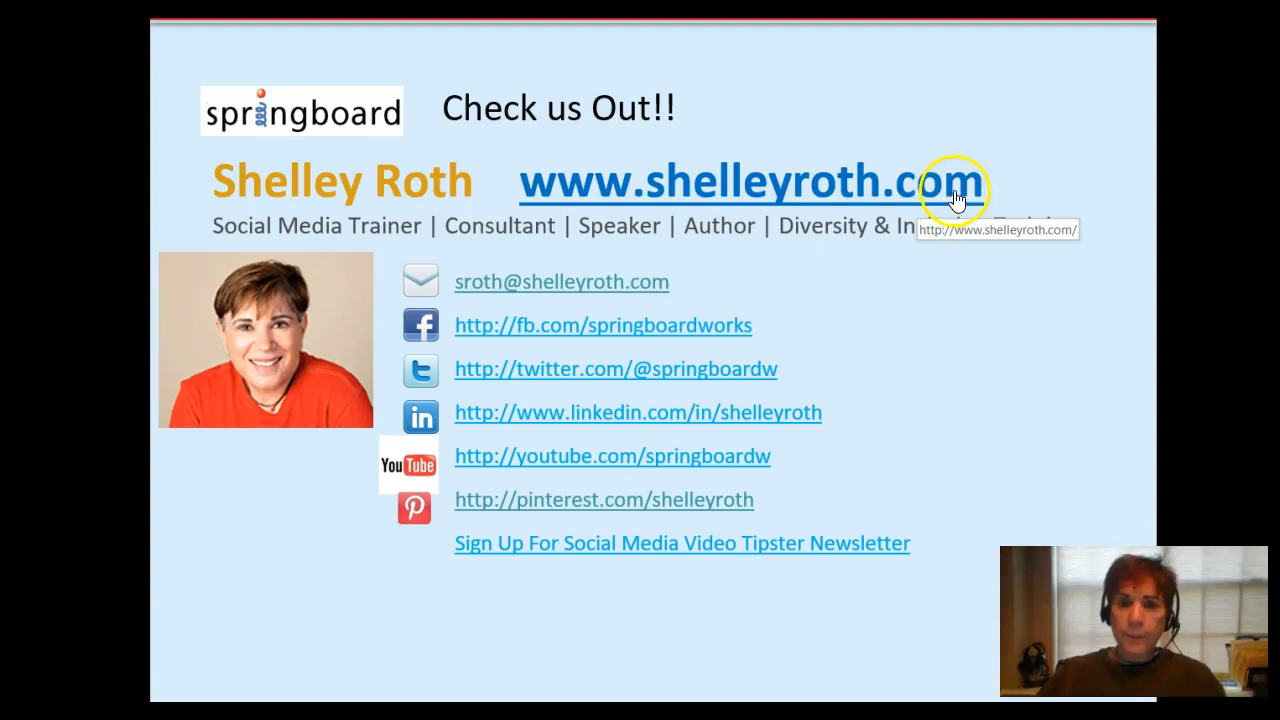 springboard Check us Out!!
Shelley Roth www.shelleyroth.com
Social Media Trainer | Consultant | Speaker | Author | Diversity & In
http://www.shelleyroth.com/
sroth@shelleyroth.com
f http://fb.com/springboardworks
t http://twitter.com/@springboardw
in http://www.linkedin.com/in/shelleyroth
YouTube http://youtube.com/springboardw
http://pinterest.com/shelleyroth
Sign Up For Social Media Video Tipster Newsletter